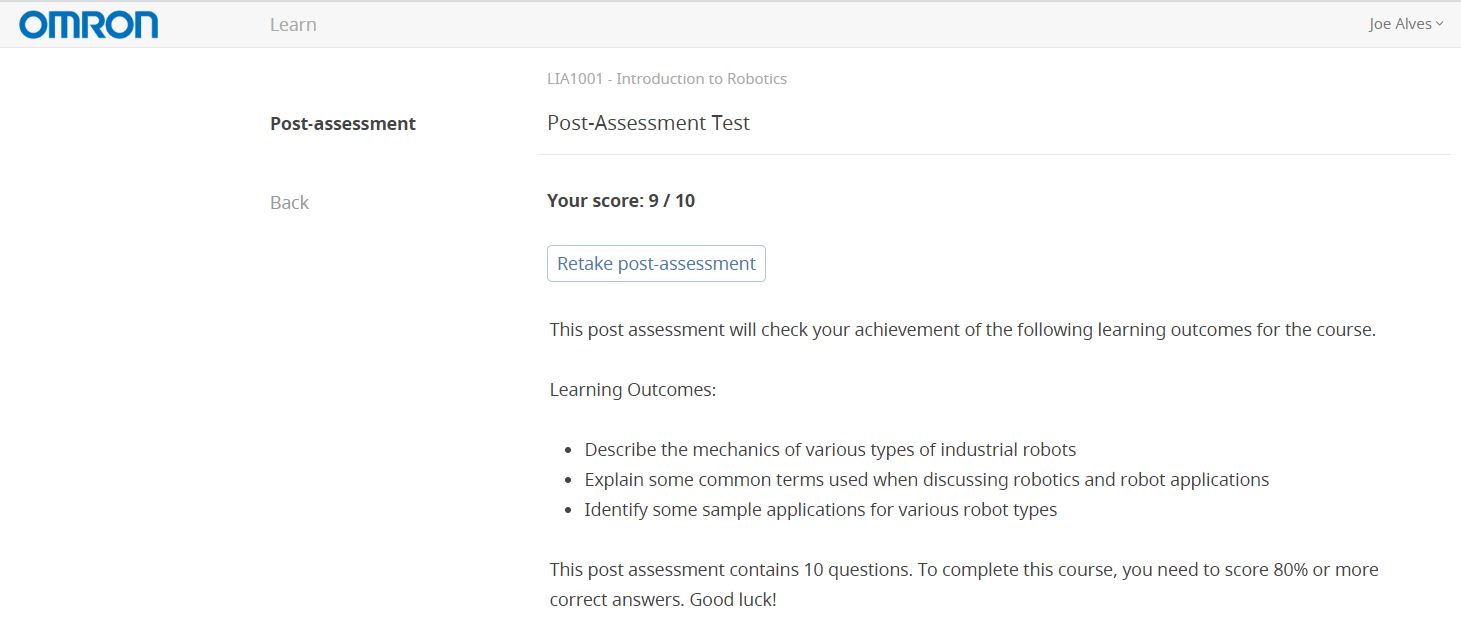 OMRON
Learn
Joe Alves
LIA1001 - Introduction to Robotics
Post-assessment
Post-Assessment Test
Back
Your score: 9 / 10
Retake post-assessment
This post assessment will check your achievement of the following learning outcomes for the course.
Learning Outcomes:
• Describe the mechanics of various types of industrial robots
• Explain some common terms used when discussing robotics and robot applications
• Identify some sample applications for various robot types
This post assessment contains 10 questions. To complete this course, you need to score 80% or more
correct answers. Good luck!